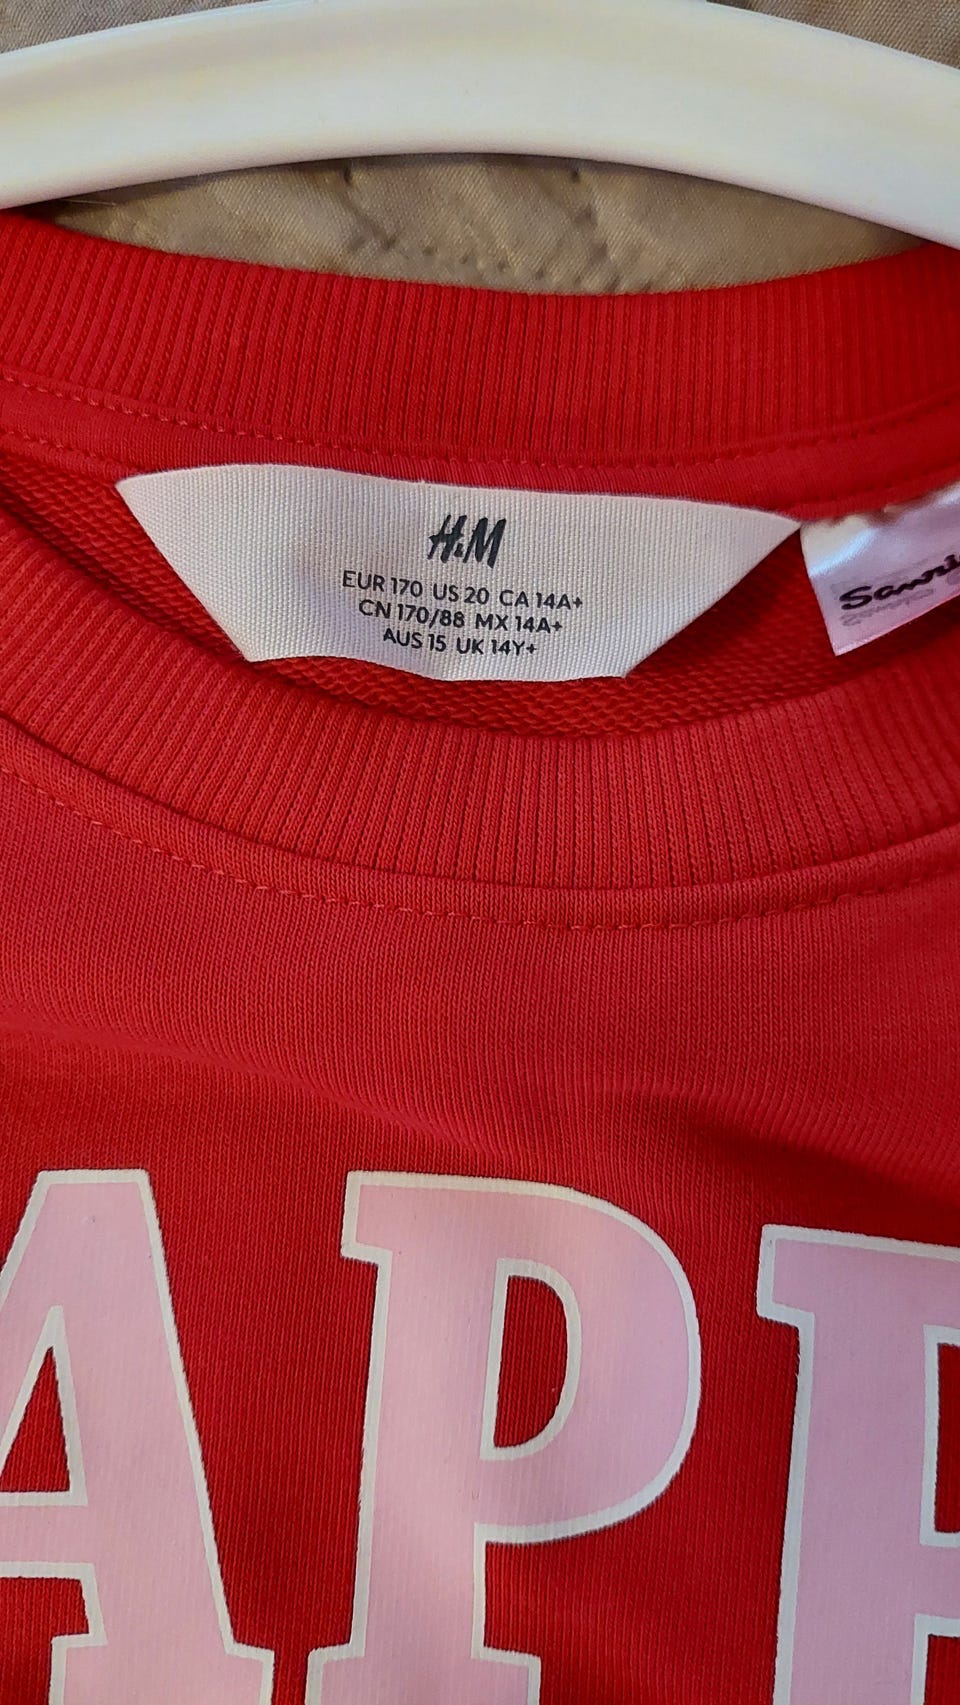 H&M
EUR 170 US 20 CA 14A+
CN 170/88 MX 14A+
AUS 15 UK 14Y+
APP